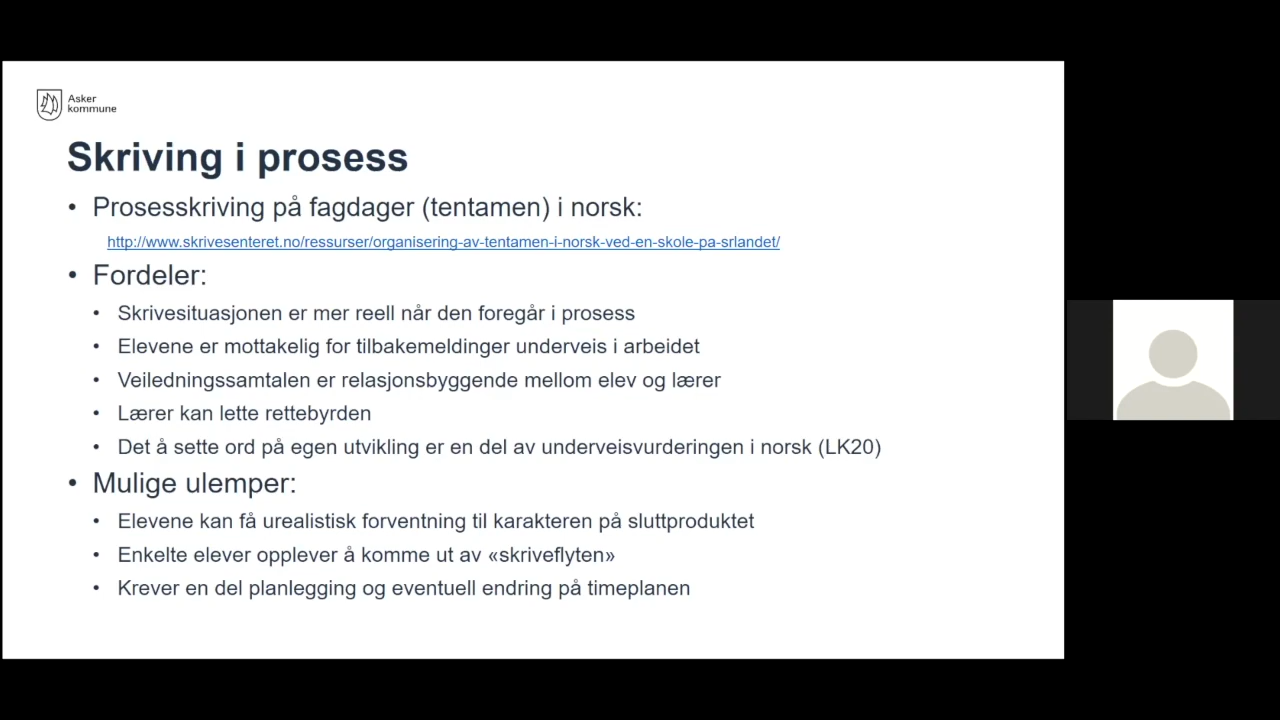 Asker
kommune
Skriving i prosess
• Prosesskriving på fagdager (tentamen) i norsk:
http://www.skrivesenteret.no/ressurser/organisering-av-tentamen-i-norsk-ved-en-skole-pa-srlandet/
• Fordeler:
• Skrivesituasjonen er mer reell når den foregår i prosess
• Elevene er mottakelig for tilbakemeldinger underveis i arbeidet
• Veiledningssamtalen er relasjonsbyggende mellom elev og lærer
• Lærer kan lette rettebyrden
• Det å sette ord på egen utvikling er en del av underveisvurderingen i norsk (LK20)
• Mulige ulemper:
• Elevene kan få urealistisk forventning til karakteren på sluttproduktet
• Enkelte elever opplever å komme ut av «skriveflyten»
• Krever en del planlegging og eventuell endring på timeplanen